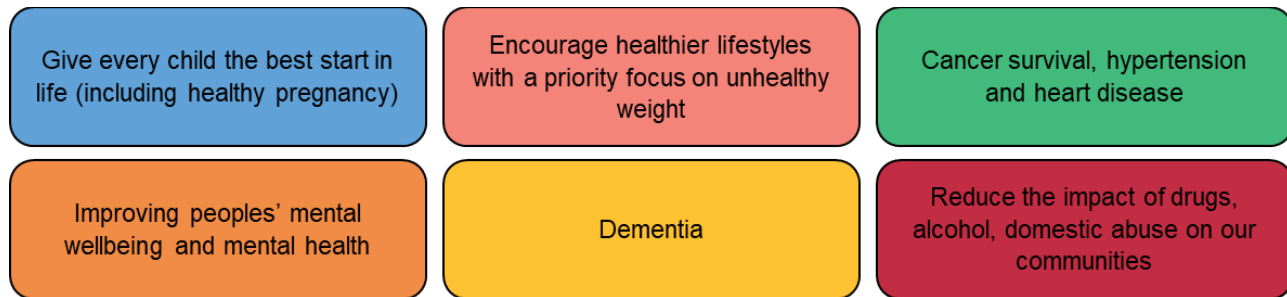 Give every child the best start in
life (including healthy pregnancy)
Encourage healthier lifestyles
with a priority focus on unhealthy
weight
Cancer survival, hypertension
and heart disease
Improving peoples’ mental
wellbeing and mental health
Dementia
Reduce the impact of drugs,
alcohol, domestic abuse on our
communities